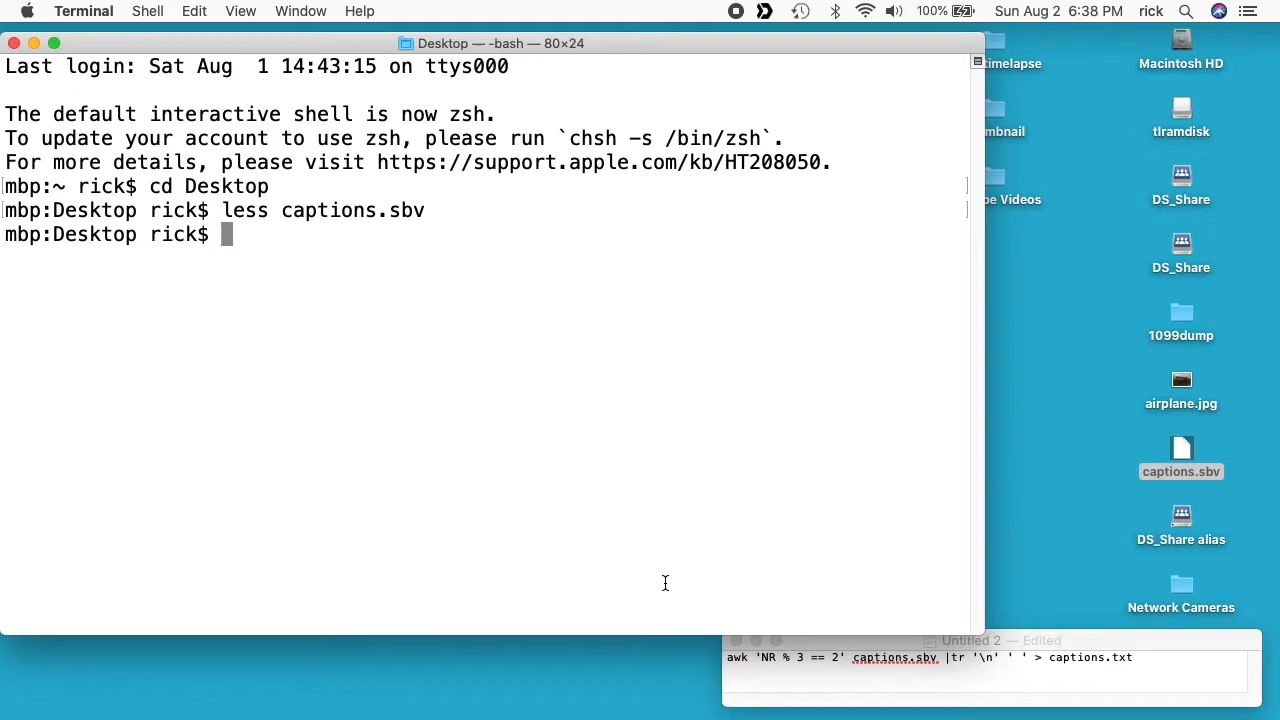 Terminal Shell Edit View Window Help 100% Sun Aug 2 6:38 PM rick
Desktop — -bash — 80×24
Last login: Sat Aug  1 14:43:15 on ttys000
The default interactive shell is now zsh.
To update your account to use zsh, please run `chsh -s /bin/zsh`.
For more details, please visit https://support.apple.com/kb/HT208050.
[mbp:~ rick$ cd Desktop ]
[mbp:Desktop rick$ less captions.sbv ]
mbp:Desktop rick$
imelapse
mbnail
be Videos
Macintosh HD
tlramdisk
DS_Share
DS_Share
1099dump
airplane.jpg
captions.sbv
DS_Share alias
Network Cameras
Untitled 2 — Edited
awk 'NR % 3 == 2' captions.sbv |tr '\n' ' ' > captions.txt